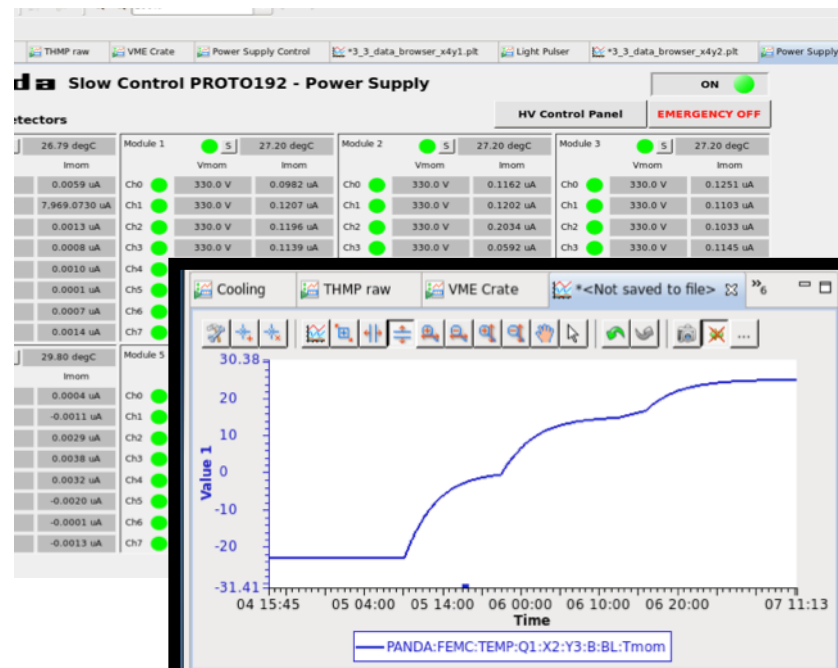 THMP raw VME Crate Power Supply Control *3_3_data_browser_x4y1.plt Light Pulser *3_3_data_browser_x4y2.plt Power Supply
da Slow Control PROTO192 - Power Supply ON
HV Control Panel EMERGENCY OFF
etectors
26.79 degC Module 1 S 27.20 degC Module 2 S 27.20 degC Module 3 S 27.20 degC
Imom Vmom Imom Vmom Imom Vmom Imom
0.0059 uA Ch0 330.0 V 0.0982 uA Ch0 330.0 V 0.1162 uA Ch0 330.0 V 0.1251 uA
7,969.0730 uA Ch1 330.0 V 0.1207 uA Ch1 330.0 V 0.1202 uA Ch1 330.0 V 0.1103 uA
0.0013 uA Ch2 330.0 V 0.1196 uA Ch2 330.0 V 0.2034 uA Ch2 330.0 V 0.1033 uA
0.0008 uA Ch3 330.0 V 0.1139 uA Ch3 330.0 V 0.0592 uA Ch3 330.0 V 0.1145 uA
0.0010 uA Ch4
0.0001 uA Ch5
0.0007 uA Ch6
0.0014 uA Ch7
29.80 degC Module 5
Imom
0.0004 uA Ch0
-0.0011 uA Ch1
0.0029 uA Ch2
0.0038 uA Ch3
0.0032 uA Ch4
-0.0020 uA Ch5
-0.0001 uA Ch6
-0.0013 uA Ch7
Cooling THMP raw VME Crate *<Not saved to file> »6
...
30.38
20
10
0
-10
-20
-31.41
Value 1
04 15:45 05 04:00 05 14:00 06 00:00 06 10:00 06 20:00 07 11:13
Time
PANDA:FEMC:TEMP:Q1:X2:Y3:B:BL:Tmom